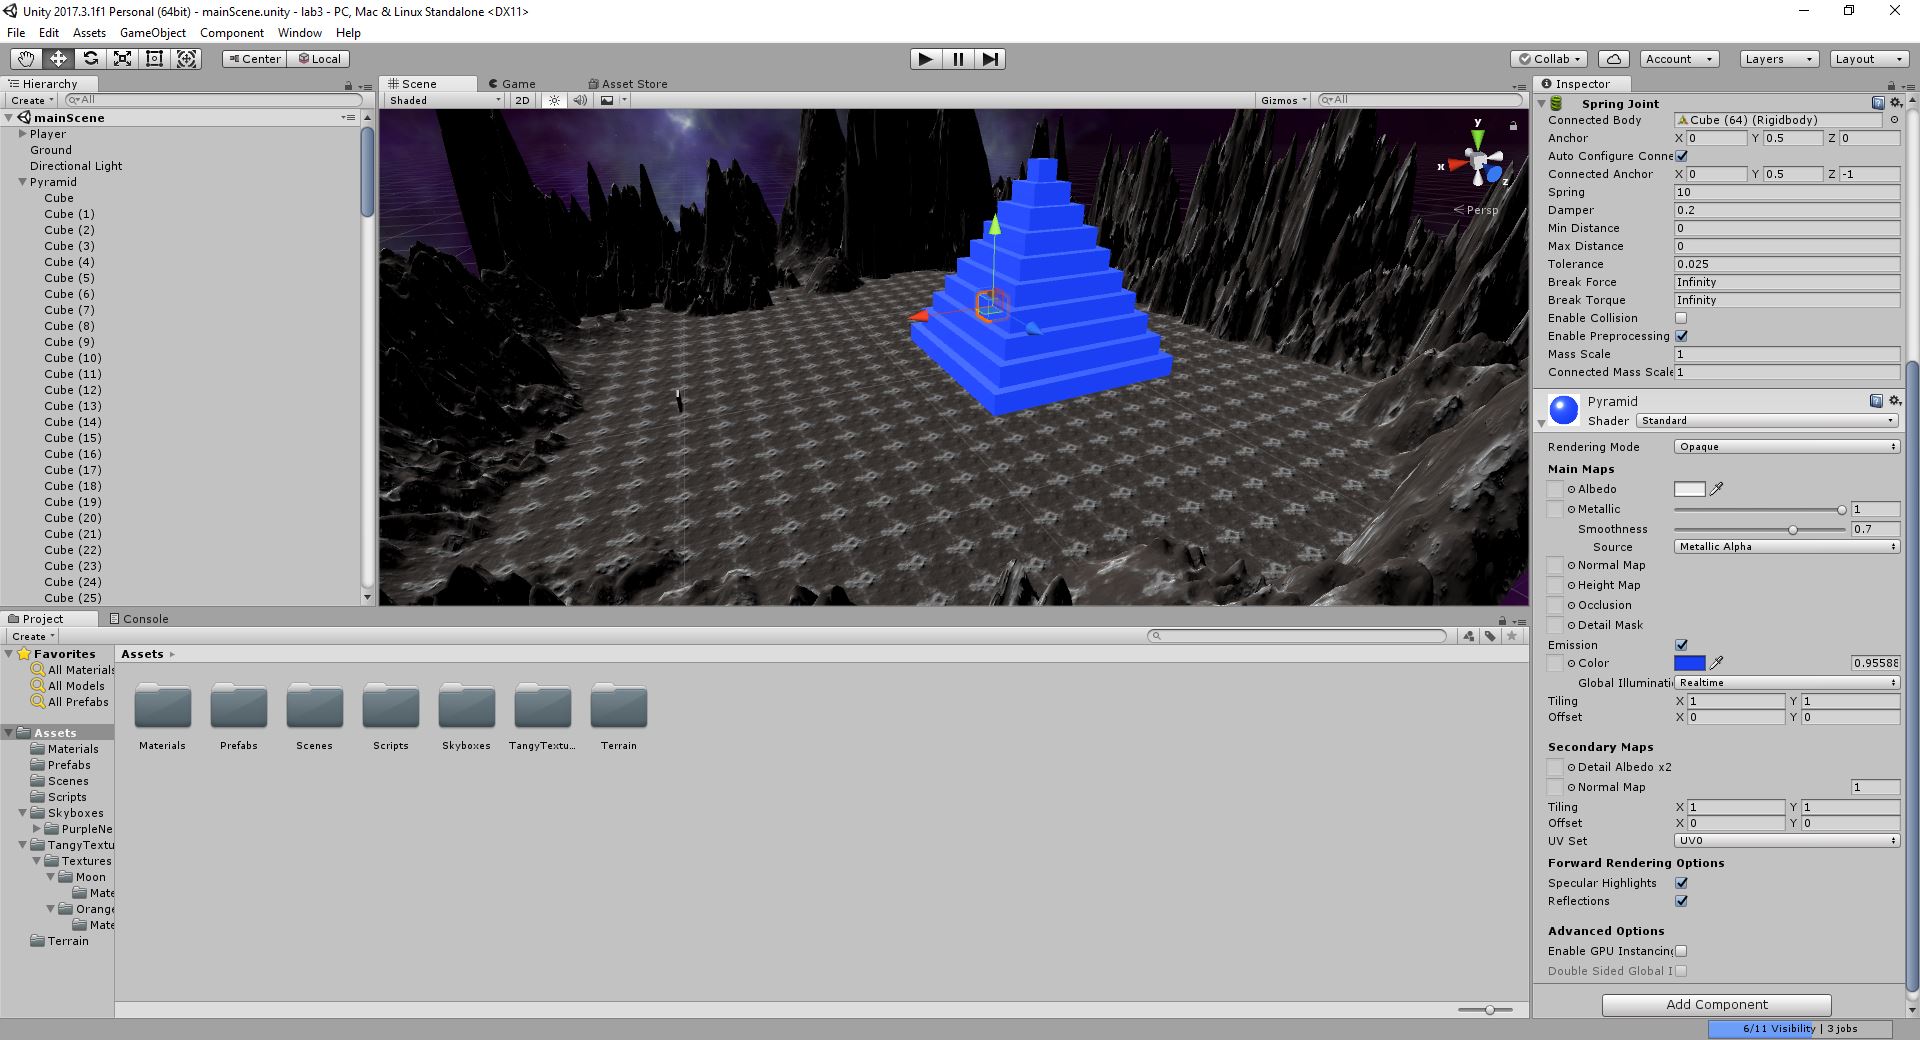 Unity 2017.3.1f1 Personal (64bit) - mainScene.unity - lab3 - PC, Mac & Linux Standalone <DX11>
File Edit Assets GameObject Component Window Help
Center Local
Collab Account Layers Layout
Hierarchy
Create All
mainScene
Player
Ground
Directional Light
Pyramid
Cube
Cube (1)
Cube (2)
Cube (3)
Cube (4)
Cube (5)
Cube (6)
Cube (7)
Cube (8)
Cube (9)
Cube (10)
Cube (11)
Cube (12)
Cube (13)
Cube (14)
Cube (15)
Cube (16)
Cube (17)
Cube (18)
Cube (19)
Cube (20)
Cube (21)
Cube (22)
Cube (23)
Cube (24)
Cube (25)
Scene Game Asset Store
Shaded 2D Gizmos All
y
x
z
Persp
Inspector
Spring Joint
Connected Body Cube (64) (Rigidbody)
Anchor X 0 Y 0.5 Z 0
Auto Configure Conne
Connected Anchor X 0 Y 0.5 Z -1
Spring 10
Damper 0.2
Min Distance 0
Max Distance 0
Tolerance 0.025
Break Force Infinity
Break Torque Infinity
Enable Collision
Enable Preprocessing
Mass Scale 1
Connected Mass Scale 1
Pyramid
Shader Standard
Rendering Mode Opaque
Main Maps
Albedo
Metallic 1
Smoothness 0.7
Source Metallic Alpha
Normal Map
Height Map
Occlusion
Detail Mask
Emission
Color 0.95588
Global Illuminati Realtime
Tiling X 1 Y 1
Offset X 0 Y 0
Secondary Maps
Detail Albedo x2
Normal Map 1
Tiling X 1 Y 1
Offset X 0 Y 0
UV Set UV0
Forward Rendering Options
Specular Highlights
Reflections
Advanced Options
Enable GPU Instancing
Double Sided Global I
Add Component
6/11 Visibility | 3 jobs
Project Console
Create
Favorites
All Materials
All Models
All Prefabs
Assets
Materials
Prefabs
Scenes
Scripts
Skyboxes
PurpleNe
TangyTextu
Textures
Moon
Mate
Orange
Mate
Terrain
Assets
Materials Prefabs Scenes Scripts Skyboxes TangyTextu... Terrain